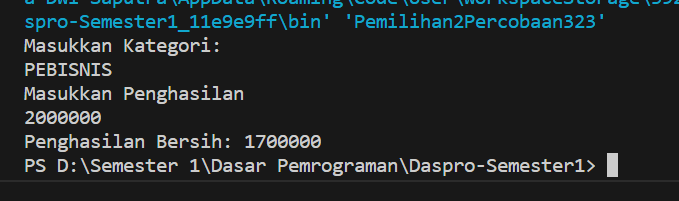 spro-Semester1_11e9e9ff\bin' 'Pemilihan2Percobaan323'
Masukkan Kategori:
PEBISNIS
Masukkan Penghasilan
2000000
Penghasilan Bersih: 1700000
PS D:\Semester 1\Dasar Pemrograman\Daspro-Semester1>